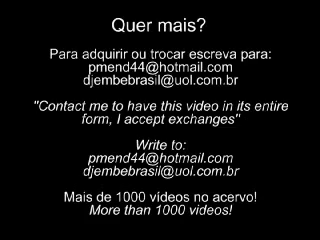 Quer mais?
Para adquirir ou trocar escreva para:
pmend44@hotmail.com
djembebrasil@uol.com.br
"Contact me to have this video in its entire
form, I accept exchanges"
Write to:
pmend44@hotmail.com
djembebrasil@uol.com.br
Mais de 1000 vídeos no acervo!
More than 1000 videos!